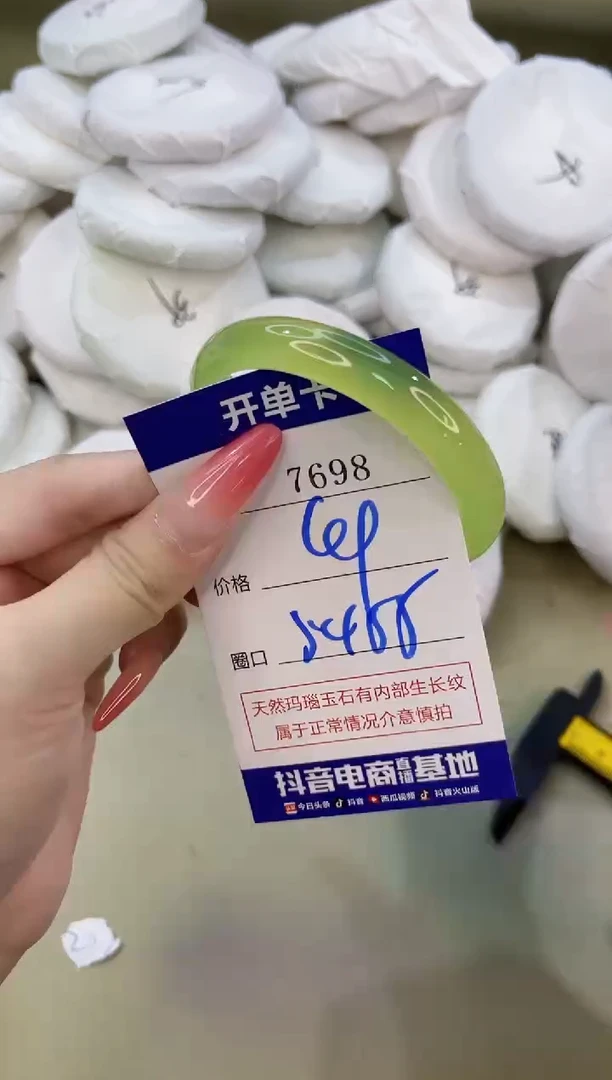 开单卡
7698
价格
圈口
天然玛瑙玉石有内部生长纹
属于正常情况介意慎拍
抖音电商直播基地
今日头条 抖音 西瓜视频 抖音火山版